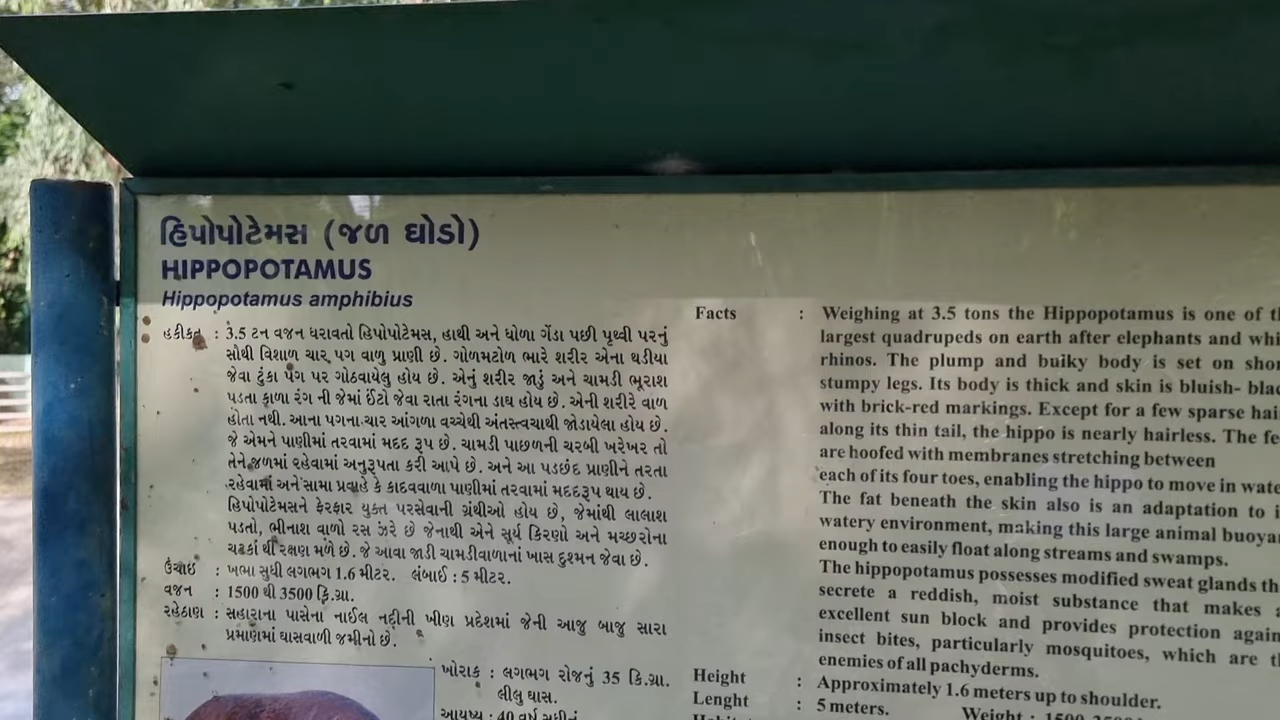 હિપોપોટેમસ (જળ ઘોડો)
HIPPOPOTAMUS
Hippopotamus amphibius
હકીકત : 3.5 ટન વજન ધરાવતો હિપોપોટેમસ, હાથી અને ધોળા ગેંડા પછી પૃથ્વી પરનું
સૌથી વિશાળ ચાર પગ વાળુ પ્રાણી છે. ગોળમટોળ ભારે શરીર એના થડીયા
જેવા ટુંકા પગ પર ગોઠવાયેલુ હોય છે. એનું શરીર જાડું અને ચામડી ભૂરાશ
પડતા કાળા રંગ ની જેમાં ઈંટો જેવા રાતા રંગના ડાઘ હોય છે. એની શરીરે વાળ
હોતા નથી. આના પગના ચાર આંગળા વચ્ચેથી અંતસ્ત્વચાથી જોડાયેલા હોય છે.
જે એમને પાણીમાં તરવામાં મદદ રૂપ છે. ચામડી પાછળની ચરબી ખરેખર તો
તેને જળમાં રહેવામાં અનુરૂપતા કરી આપે છે. અને આ પડછંદ પ્રાણીને તરતા
રહેવામાં અને સામા પ્રવાહે કે કાદવવાળા પાણીમાં તરવામાં મદદરૂપ થાય છે.
હિપોપોટેમસને ફેરફાર યુક્ત પરસેવાની ગ્રંથીઓ હોય છે, જેમાંથી લાલાશ
પડતો, ભીનાશ વાળો રસ ઝરે છે જેનાથી એને સૂર્ય કિરણો અને મચ્છરોના
ચટકાં થી રક્ષણ મળે છે. જે આવા જાડી ચામડીવાળાનાં ખાસ દુશ્મન જેવા છે.
ઉંચાઈ : ખભા સુધી લગભગ 1.6 મીટર. લંબાઈ : 5 મીટર.
વજન : 1500 થી 3500 કિ.ગ્રા.
રહેઠાણ : સહારાના પાસેના નાઈલ નદીની ખીણ પ્રદેશમાં જેની આજુ બાજુ સારા
પ્રમાણમાં ઘાસવાળી જમીનો છે.
ખોરાક : લગભગ રોજનું 35 કિ.ગ્રા.
લીલુ ઘાસ.
આયુષ્ય : 40 વર્ષ સુધીનું
Facts : Weighing at 3.5 tons the Hippopotamus is one of
largest quadrupeds on earth after elephants and
rhinos. The plump and buiky body is set on
stumpy legs. Its body is thick and skin is bluish-
with brick-red markings. Except for a few sparse
along its thin tail, the hippo is nearly hairless. The
are hoofed with membranes stretching between
each of its four toes, enabling the hippo to move in
The fat beneath the skin also is an adaptation to
watery environment, making this large animal
enough to easily float along streams and swamps.
The hippopotamus possesses modified sweat glands
secrete a reddish, moist substance that makes
excellent sun block and provides protection
insect bites, particularly mosquitoes, which are
enemies of all pachyderms.
Height : Approximately 1.6 meters up to shoulder.
Lenght : 5 meters. Weight :